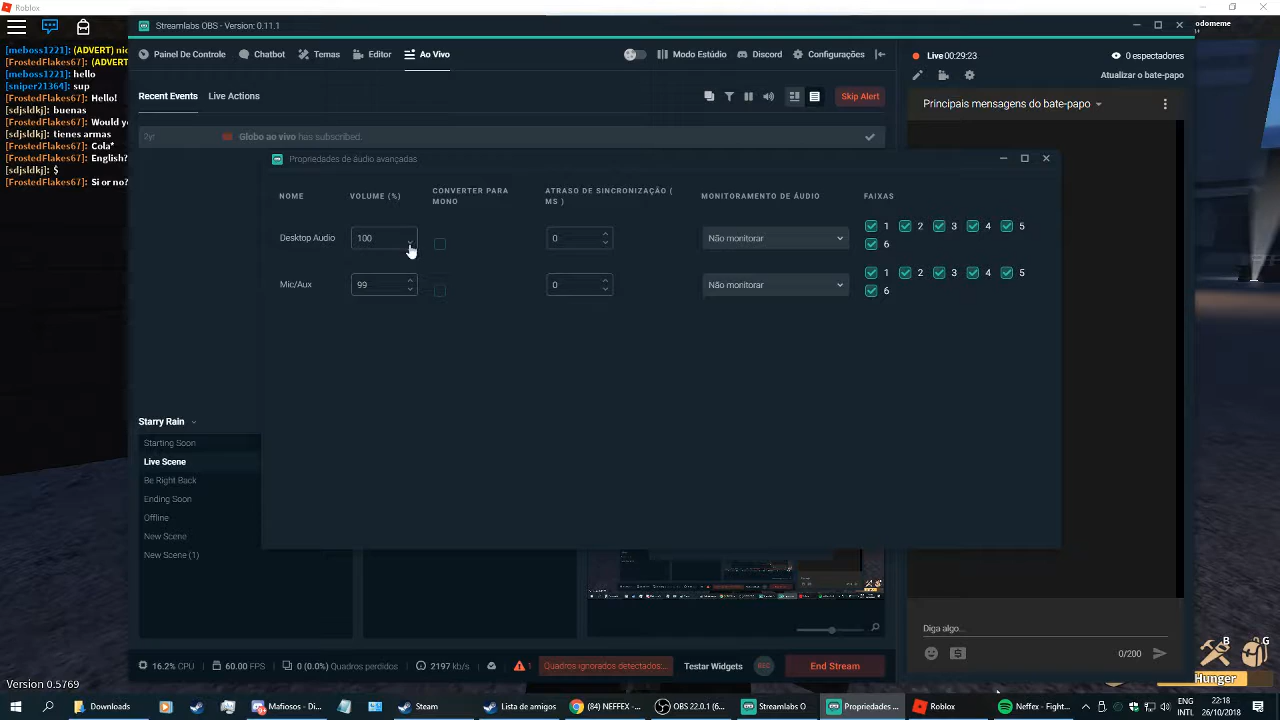 Roblox
[meboss1221]: (ADVERT) nic
[FrostedFlakes67]: (ADVERT)
[meboss1221]: hello
[sniper21364]: sup
[FrostedFlakes67]: Hello!
[sdjsldkj]: buenas
[FrostedFlakes67]: Would yo
[sdjsldkj]: tienes armas
[FrostedFlakes67]: Cola*
[FrostedFlakes67]: English?
[sdjsldkj]: $
[FrostedFlakes67]: Si or no?
odomeme
Streamlabs OBS - Version: 0.11.1
Painel De Controle Chatbot Temas Editor Ao Vivo Modo Estúdio Discord Configurações
Live 00:29:23 0 espectadores
Atualizar o bate-papo
Recent Events Live Actions Skip Alert
Principais mensagens do bate-papo
2yr Globo ao vivo has subscribed.
Propriedades de áudio avançadas
NOME VOLUME (%) CONVERTER PARA MONO ATRASO DE SINCRONIZAÇÃO ( MS ) MONITORAMENTO DE ÁUDIO FAIXAS
Desktop Audio 100 0 Não monitorar 1 2 3 4 5 6
Mic/Aux 99 0 Não monitorar 1 2 3 4 5 6
Starry Rain
Starting Soon
Live Scene
Be Right Back
Ending Soon
Offline
New Scene
New Scene (1)
Diga algo...
0/200
B G
Hunger
16.2% CPU 60.00 FPS 0 (0.0%) Quadros perdidos 2197 kb/s 1 Quadros ignorados detectados:... Testar Widgets REC End Stream
Version 0.5769
Downloads Mafioso... D... Steam Lista de amigos (84) NEFFEX -... OBS 22.0.1 (6... Streamlabs O... Propriedades ... Roblox Neffex - Fight...
ENG INTL
22:18
26/10/2018